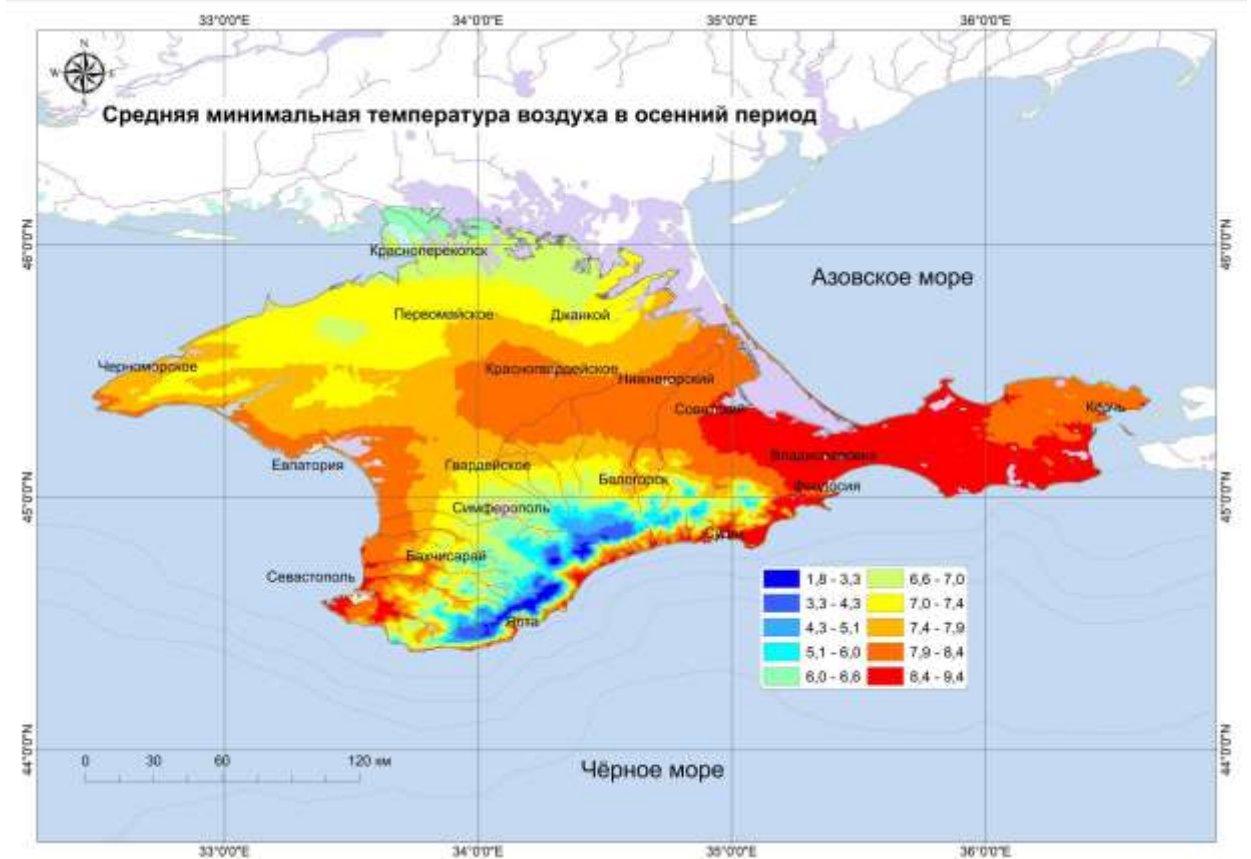 33°0'0"E 34°0'0"E 35°0'0"E 36°0'0"E
N
W E
S
Средняя минимальная температура воздуха в осенний период
46°0'0"N 46°0'0"N
Красноперекопск
Азовское море
Первомайское Джанкой
Черноморское Красногвардейское
Нижнегорский
Советский Керчь
Евпатория Гвардейское Владиславовка
Белогорск Феодосия
45°0'0"N 45°0'0"N
Симферополь
Судак
Бахчисарай
Севастополь
Ялта
1,8 - 3,3 6,6 - 7,0
3,3 - 4,3 7,0 - 7,4
4,3 - 5,1 7,4 - 7,9
5,1 - 6,0 7,9 - 8,4
6,0 - 6,6 8,4 - 9,4
44°0'0"N 44°0'0"N
0 30 60 120 км
Чёрное море
33°0'0"E 34°0'0"E 35°0'0"E 36°0'0"E